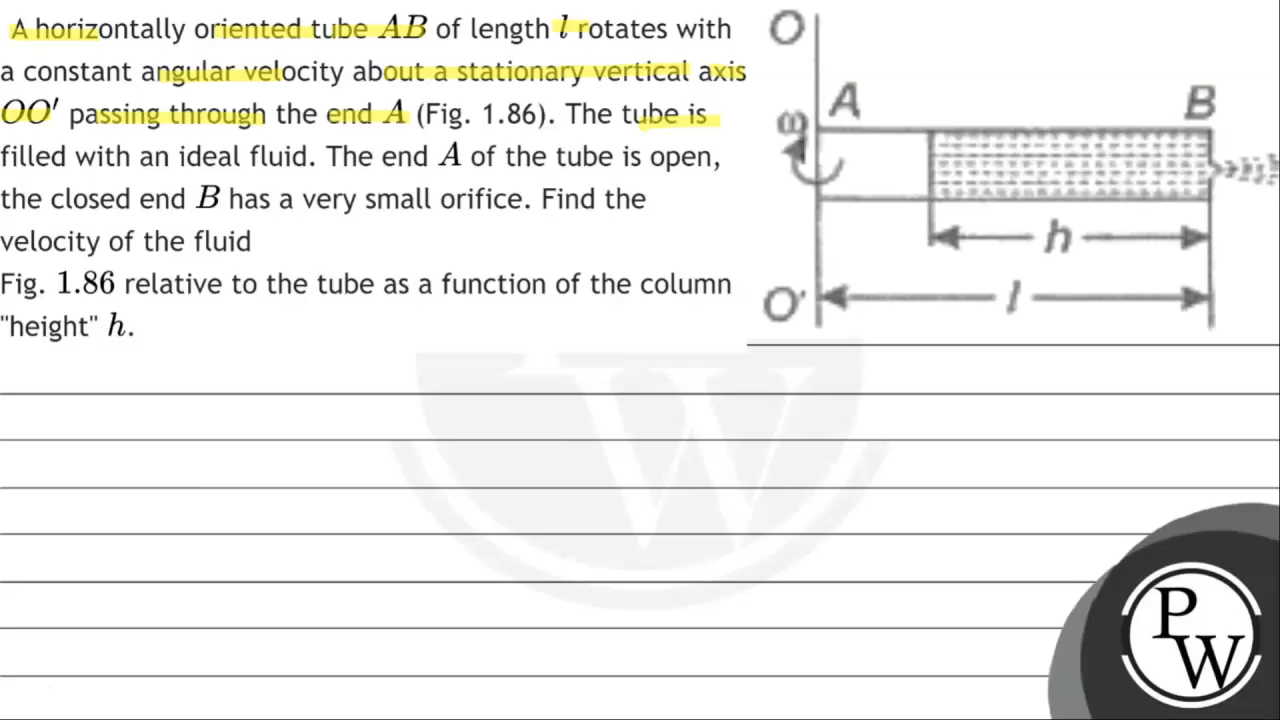 A horizontally oriented tube AB of length l rotates with
a constant angular velocity about a stationary vertical axis
OO′ passing through the end A (Fig. 1.86). The tube is
filled with an ideal fluid. The end A of the tube is open,
the closed end B has a very small orifice. Find the
velocity of the fluid
Fig. 1.86 relative to the tube as a function of the column
"height" h.
O
A
B
ω
h
l
O'
W
P
W